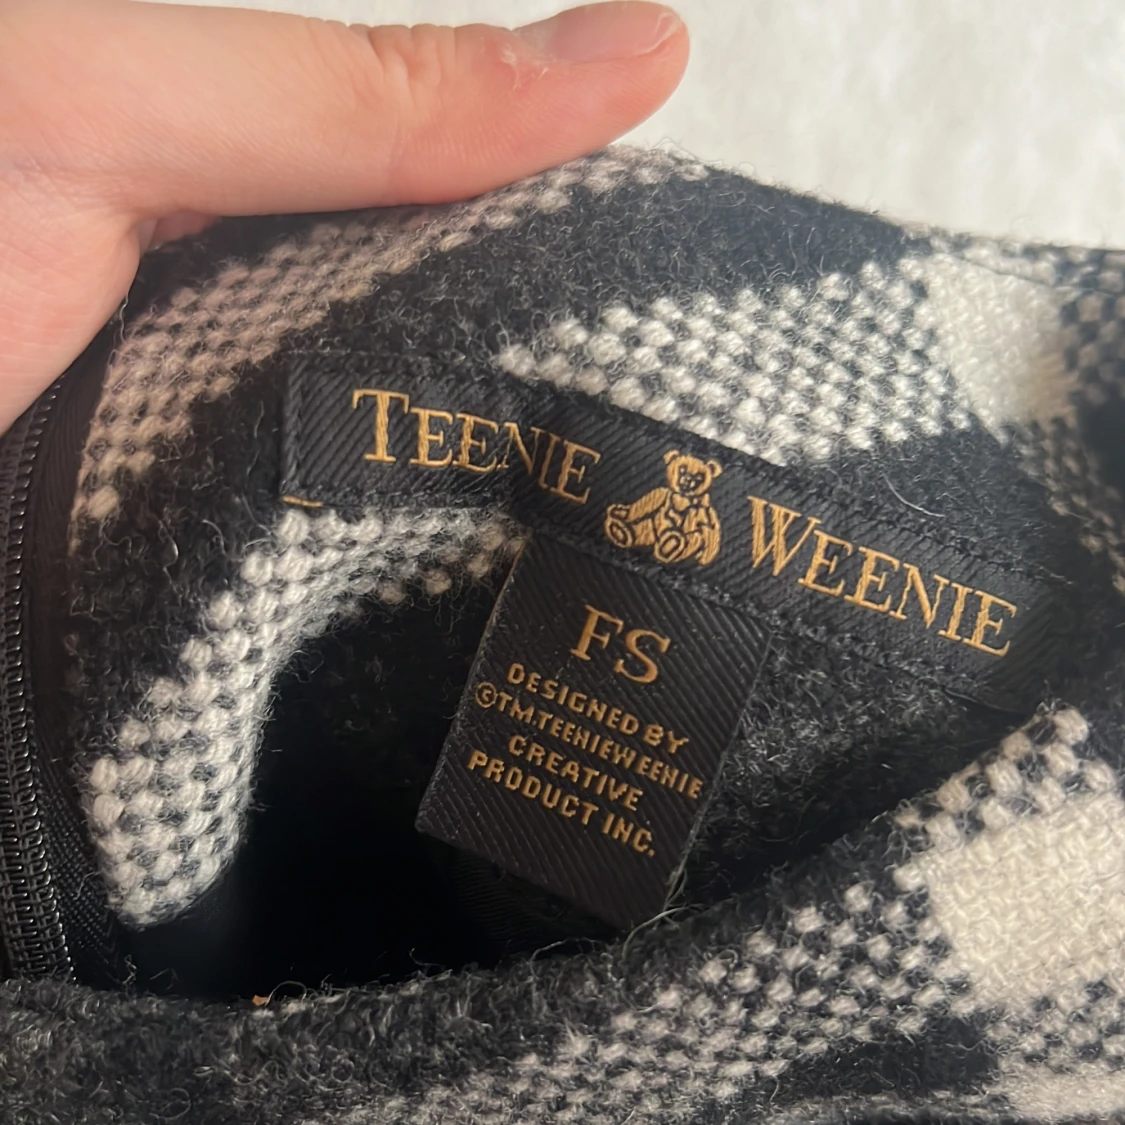 TEENIE WEENIE
FS
DESIGNED BY
©TM.TEENIEWEENIE
CREATIVE
PRODUCT INC.